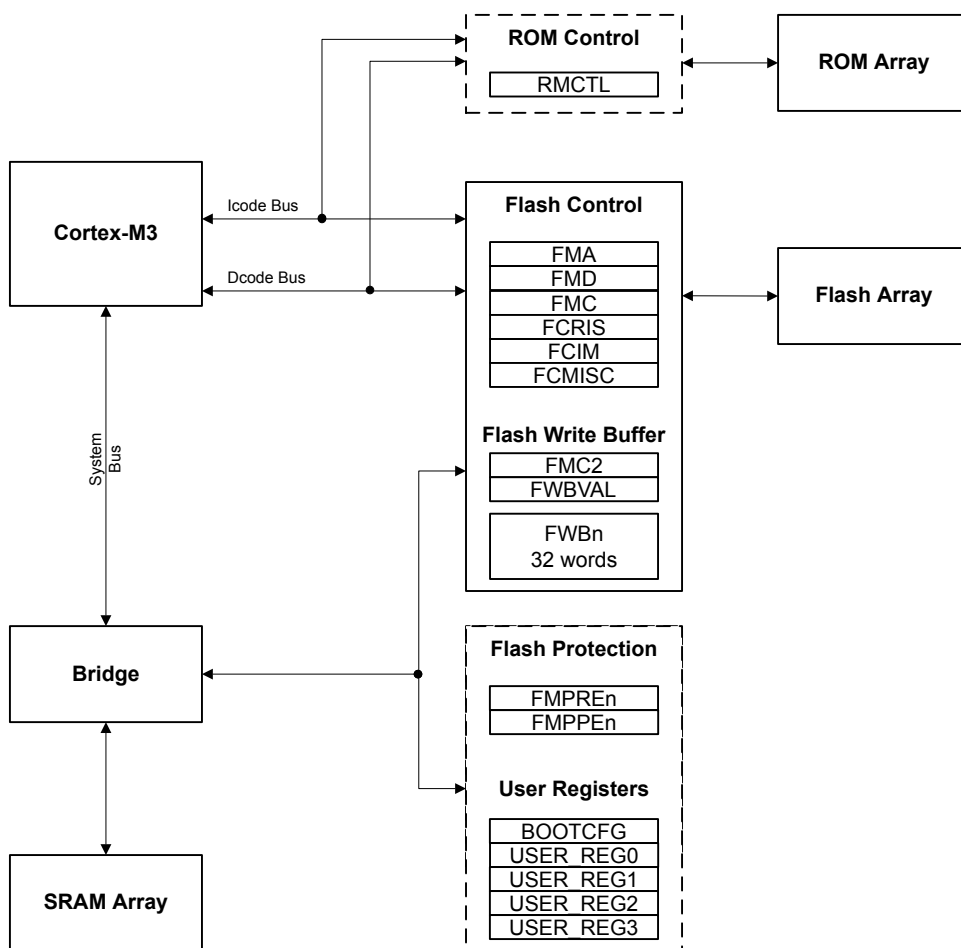 ROM Control
RMCTL
ROM Array
Cortex-M3
Icode Bus
Dcode Bus
Flash Control
FMA
FMD
FMC
FCRIS
FCIM
FCMISC
Flash Array
System
Bus
Flash Write Buffer
FMC2
FWBVAL
FWBn
32 words
Bridge
Flash Protection
FMPREn
FMPPEn
User Registers
BOOTCFG
USER_REG0
USER_REG1
USER_REG2
USER_REG3
SRAM Array